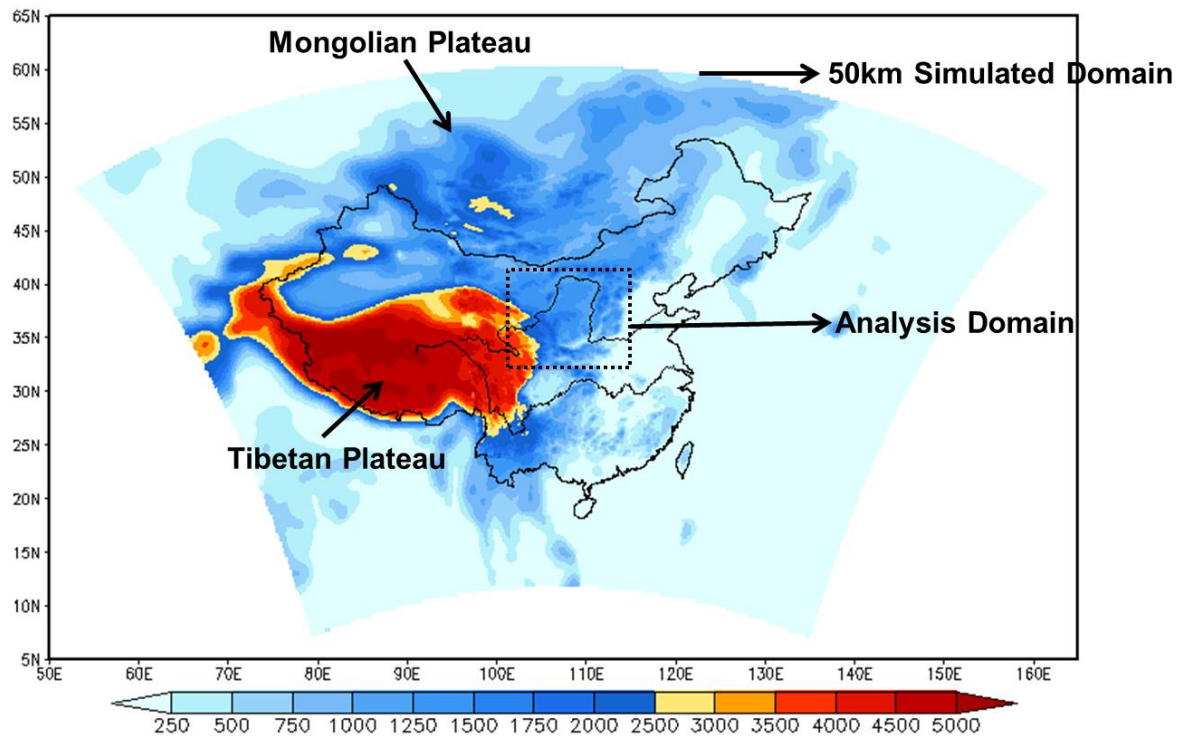 65N
Mongolian Plateau
60N
50km Simulated Domain
55N
50N
45N
40N
Analysis Domain
35N
30N
25N
Tibetan Plateau
20N
15N
10N
5N
50E 60E 70E 80E 90E 100E 110E 120E 130E 140E 150E 160E
250 500 750 1000 1250 1500 1750 2000 2500 3000 3500 4000 4500 5000